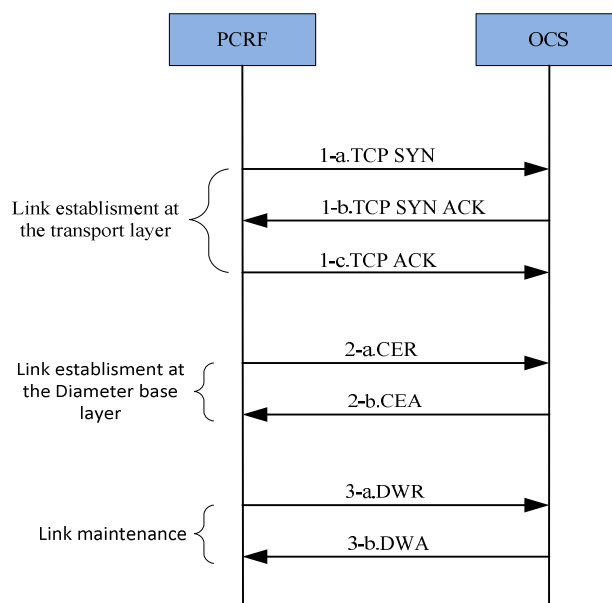 PCRF
OCS
1-a.TCP SYN
Link establisment at
the transport layer
1-b.TCP SYN ACK
1-c.TCP ACK
Link establisment at
the Diameter base
layer
2-a.CER
2-b.CEA
Link maintenance
3-a.DWR
3-b.DWA